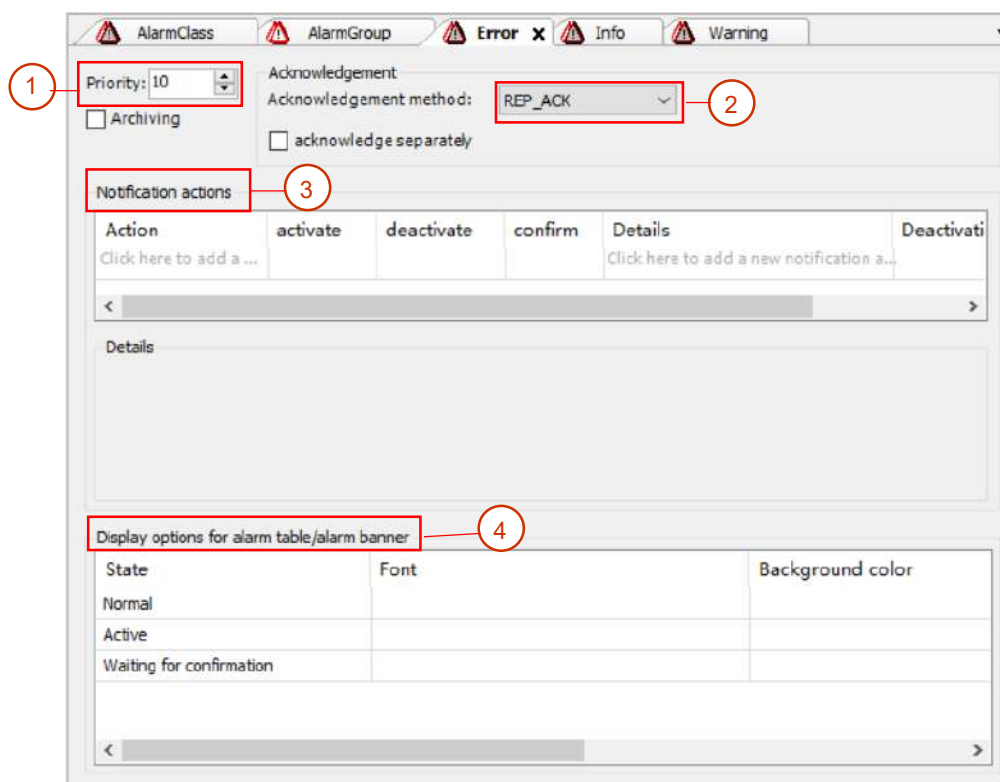 AlarmClass AlarmGroup Error x Info Warning
1
Priority: 10
Archiving
Acknowledgement
Acknowledgement method: REP_ACK
2
acknowledge separately
Notification actions
3
Action activate deactivate confirm Details Deactivati
Click here to add a ... Click here to add a new notification a...
Details
Display options for alarm table/alarm banner
4
State Font Background color
Normal
Active
Waiting for confirmation